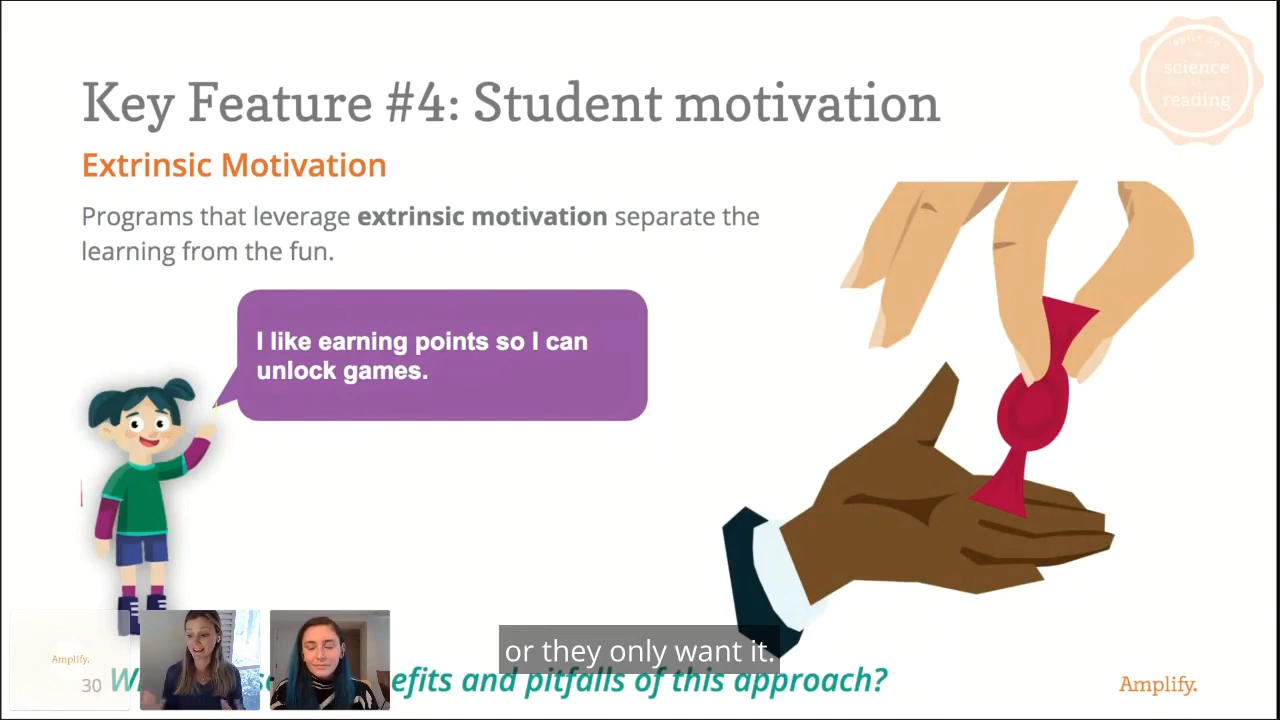 BUILT ON
science
reading
Key Feature #4: Student motivation
Extrinsic Motivation
Programs that leverage extrinsic motivation separate the
learning from the fun.
I like earning points so I can
unlock games.
Amplify.
or they only want it.
30 efits and pitfalls of this approach?
Amplify.